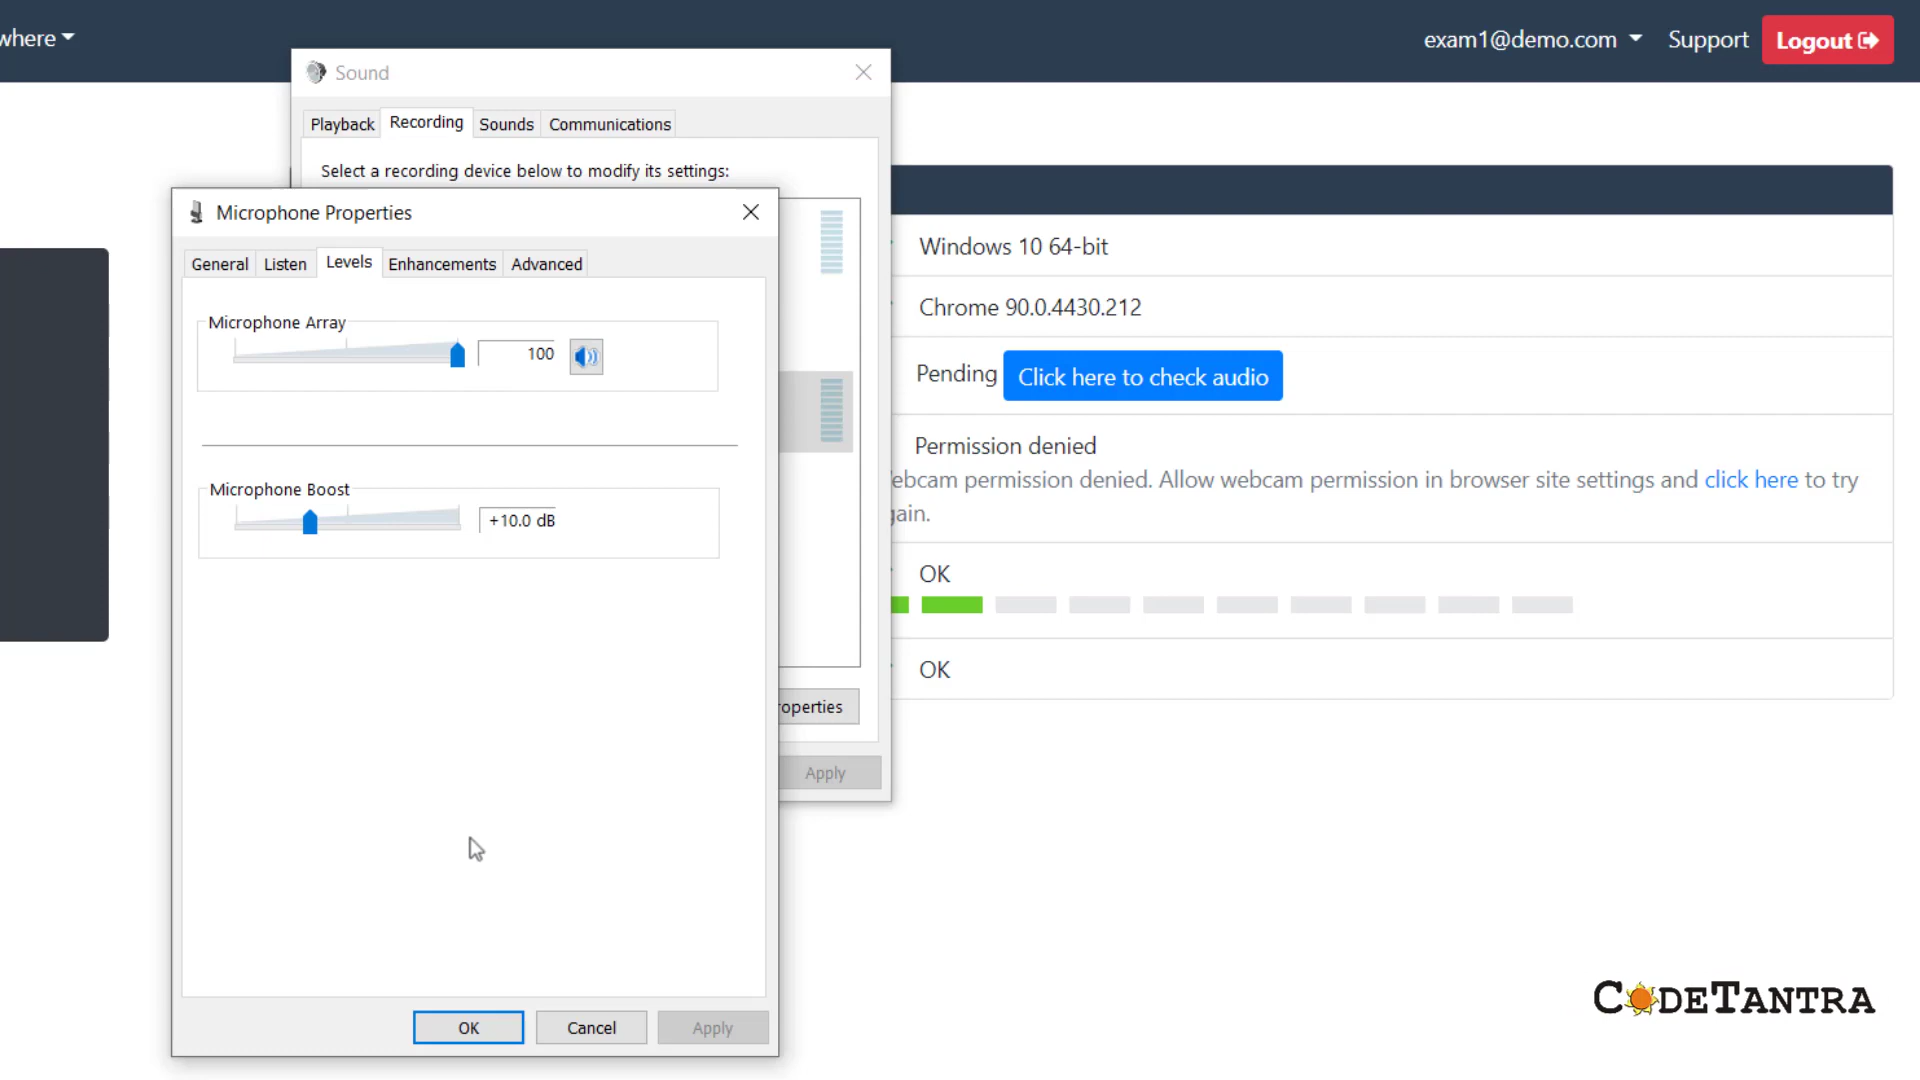 where
exam1@demo.com
Support
Logout
Sound
Playback
Recording
Sounds
Communications
Select a recording device below to modify its settings:
Microphone Properties
General
Listen
Levels
Enhancements
Advanced
Microphone Array
100
Microphone Boost
+10.0 dB
OK
Cancel
Apply
roperties
Apply
Windows 10 64-bit
Chrome 90.0.4430.212
Pending
Click here to check audio
Permission denied
ebcam permission denied. Allow webcam permission in browser site settings and click here to try
gain.
OK
OK
CODETANTRA